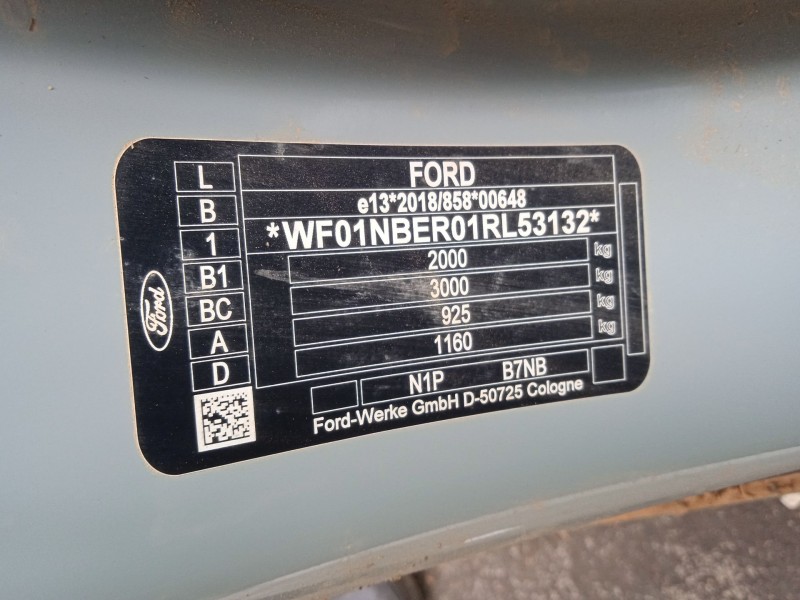 L
B
1
B1
BC
A
D
Ford
FORD
e13*2018/858*00648
*WF01NBER01RL53132*
2000 kg
3000 kg
925 kg
1160 kg
N1P B7NB
Ford-Werke GmbH D-50725 Cologne